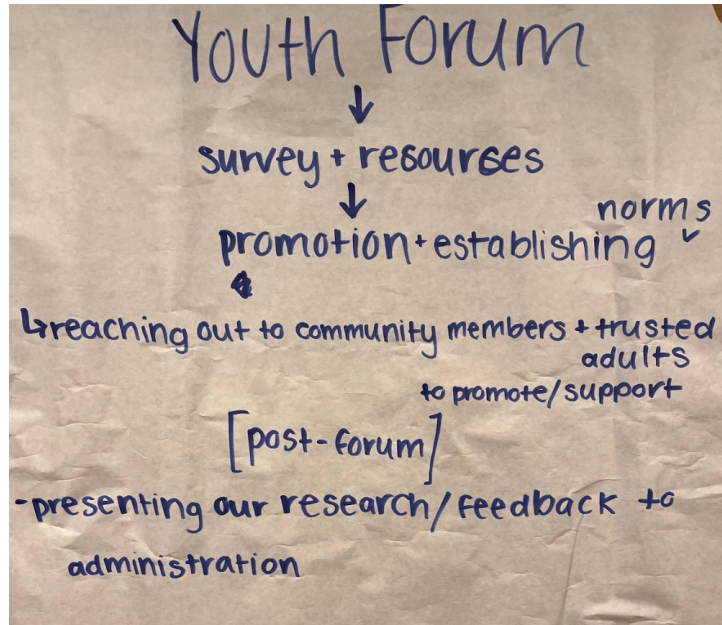 Youth Forum
↓
survey + resources
↓
norms
promotion + establishing ✓
↳reaching out to community members + trusted
adults
to promote/support
[post-forum]
-presenting our research/feedback to
administration